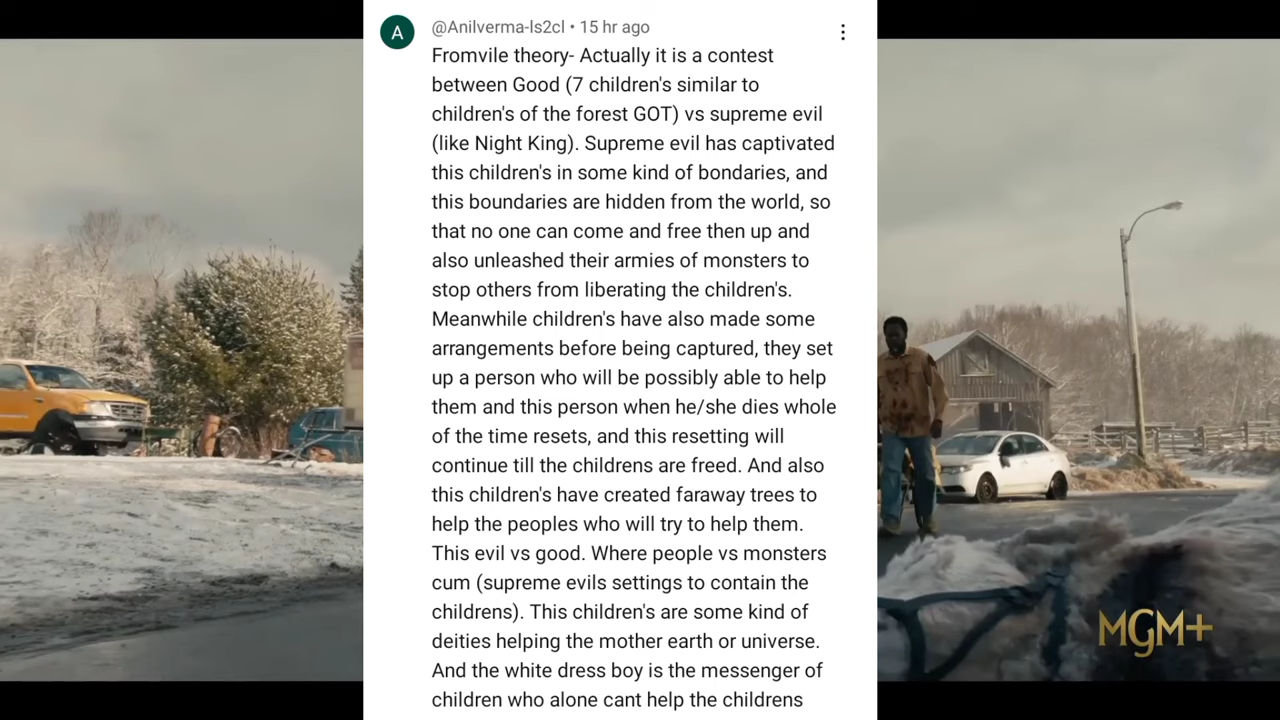 A
@Anilverma-ls2cl • 15 hr ago
Fromvile theory- Actually it is a contest
between Good (7 children's similar to
children's of the forest GOT) vs supreme evil
(like Night King). Supreme evil has captivated
this children's in some kind of bondaries, and
this boundaries are hidden from the world, so
that no one can come and free then up and
also unleashed their armies of monsters to
stop others from liberating the children's.
Meanwhile children's have also made some
arrangements before being captured, they set
up a person who will be possibly able to help
them and this person when he/she dies whole
of the time resets, and this resetting will
continue till the childrens are freed. And also
this children's have created faraway trees to
help the peoples who will try to help them.
This evil vs good. Where people vs monsters
cum (supreme evils settings to contain the
childrens). This children's are some kind of
deities helping the mother earth or universe.
And the white dress boy is the messenger of
children who alone cant help the childrens
MGM+